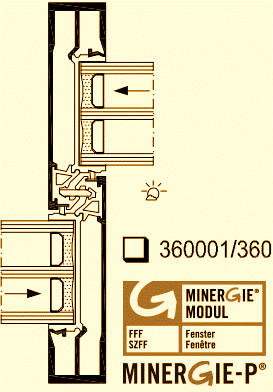 360001/360
MINERGIE®
MODUL
FFF
SZFF
Fenster
Fenêtre
MINERGIE-P®